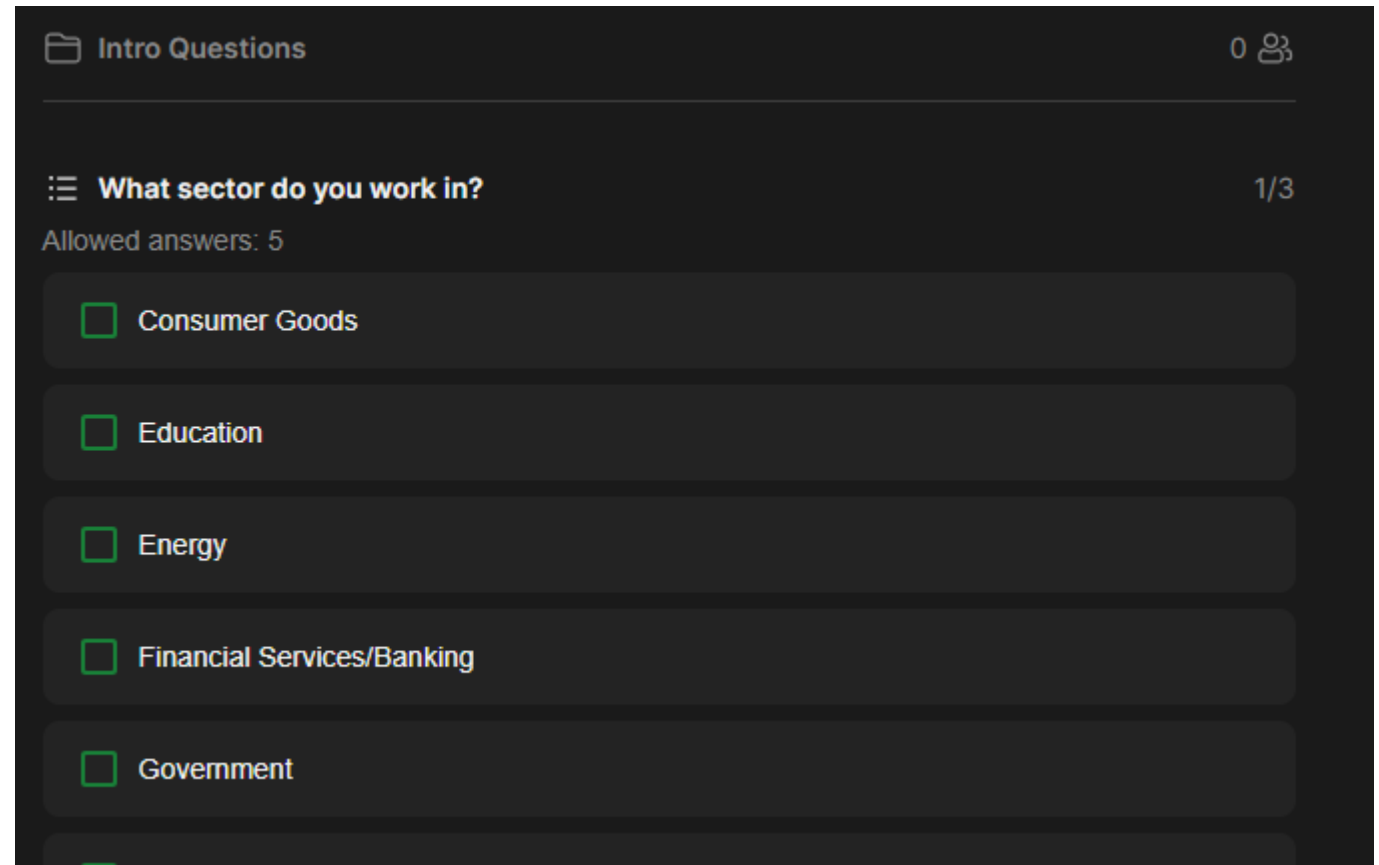 Intro Questions 0
What sector do you work in? 1/3
Allowed answers: 5
Consumer Goods
Education
Energy
Financial Services/Banking
Government